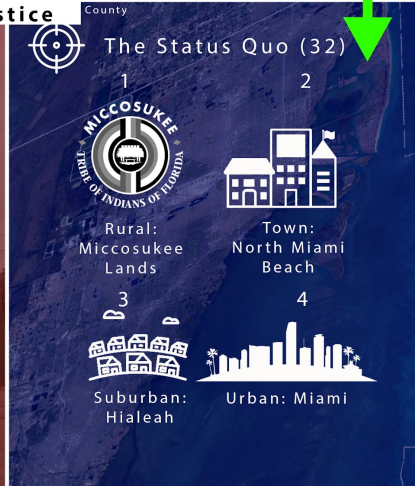 stice
County
The Status Quo (32)
1
2
MICCOSUKEE
TRIBE OF INDIANS OF FLORIDA
Rural:
Miccosukee
Lands
Town:
North Miami
Beach
3
4
Suburban:
Hialeah
Urban: Miami